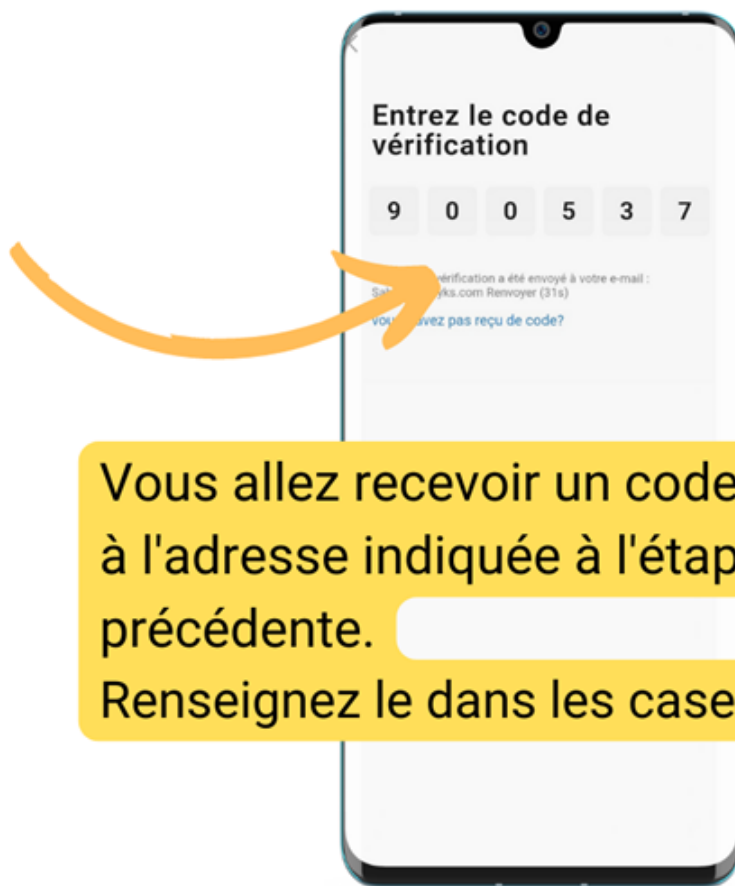 Entrez le code de
vérification
9 0 0 5 3 7
vérification a été envoyé à votre e-mail :
Renvoyer (31s)
pas reçu de code?
Vous allez recevoir un code
à l'adresse indiquée à l'étap
précédente.
Renseignez le dans les case